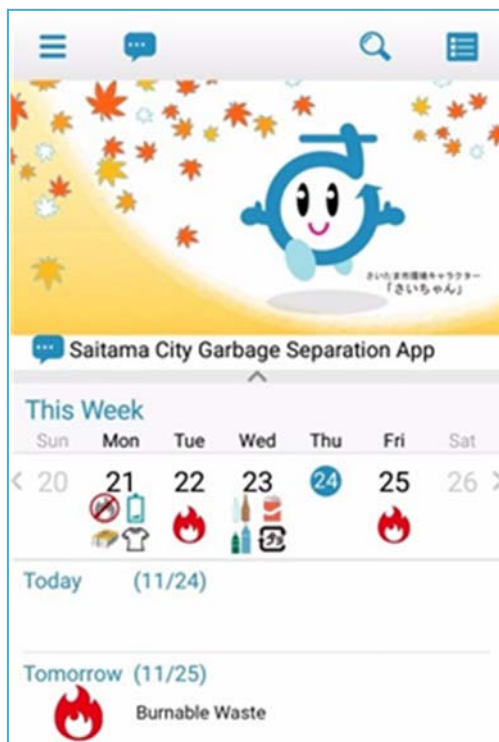 さいたま市環境キャラクター
「さいちゃん」
Saitama City Garbage Separation App
This Week
Sun Mon Tue Wed Thu Fri Sat
20 21 22 23 24 25 26
Today (11/24)
Tomorrow (11/25)
Burnable Waste